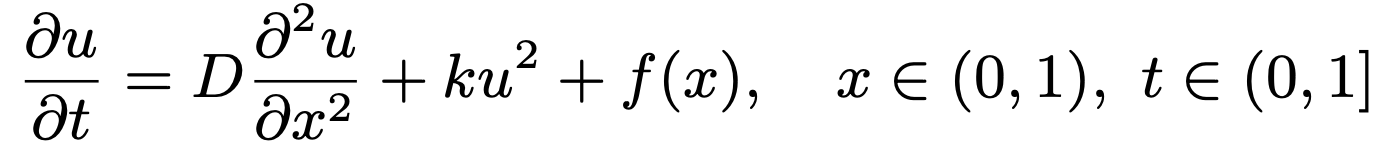 ∂u/∂t = D ∂²u/∂x² + ku² + f(x), x ∈ (0, 1), t ∈ (0, 1]